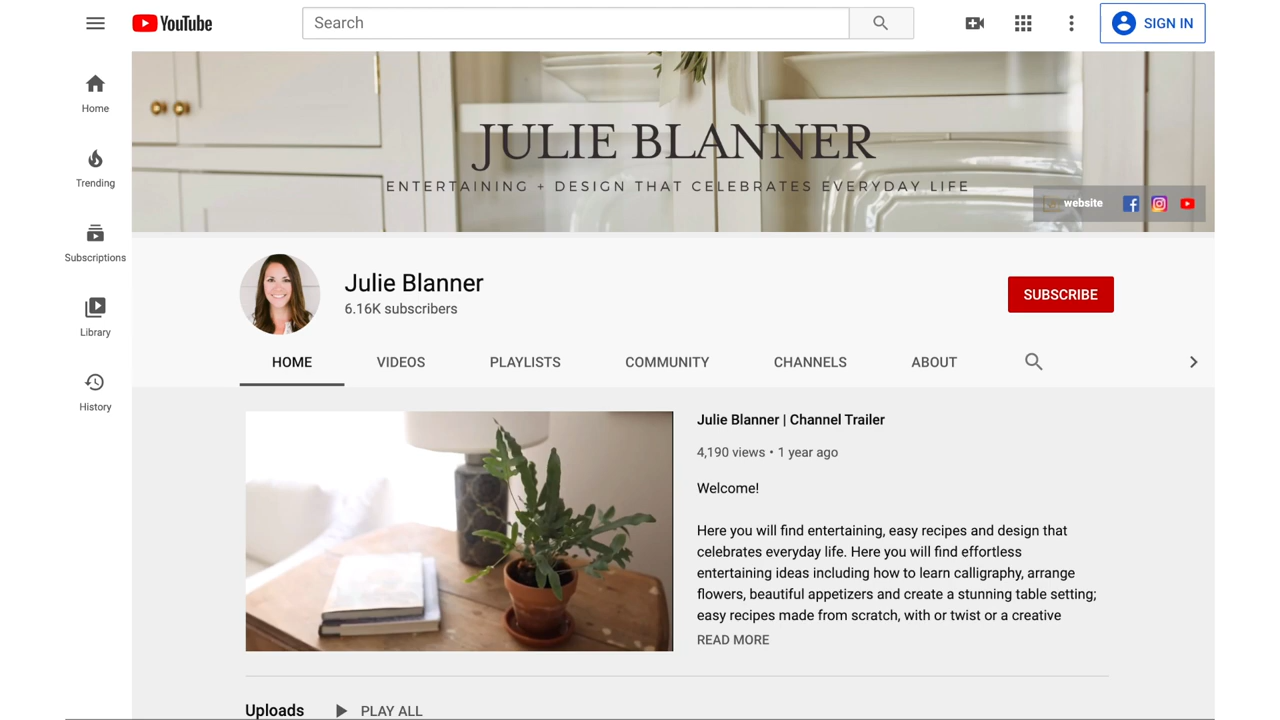 YouTube
Search
SIGN IN
Home
Trending
Subscriptions
Library
History
JULIE BLANNER
ENTERTAINING + DESIGN THAT CELEBRATES EVERYDAY LIFE
website
Julie Blanner
6.16K subscribers
SUBSCRIBE
HOME VIDEOS PLAYLISTS COMMUNITY CHANNELS ABOUT
Julie Blanner | Channel Trailer
4,190 views • 1 year ago
Welcome!
Here you will find entertaining, easy recipes and design that
celebrates everyday life. Here you will find effortless
entertaining ideas including how to learn calligraphy, arrange
flowers, beautiful appetizers and create a stunning table setting;
easy recipes made from scratch, with or twist or a creative
READ MORE
Uploads PLAY ALL